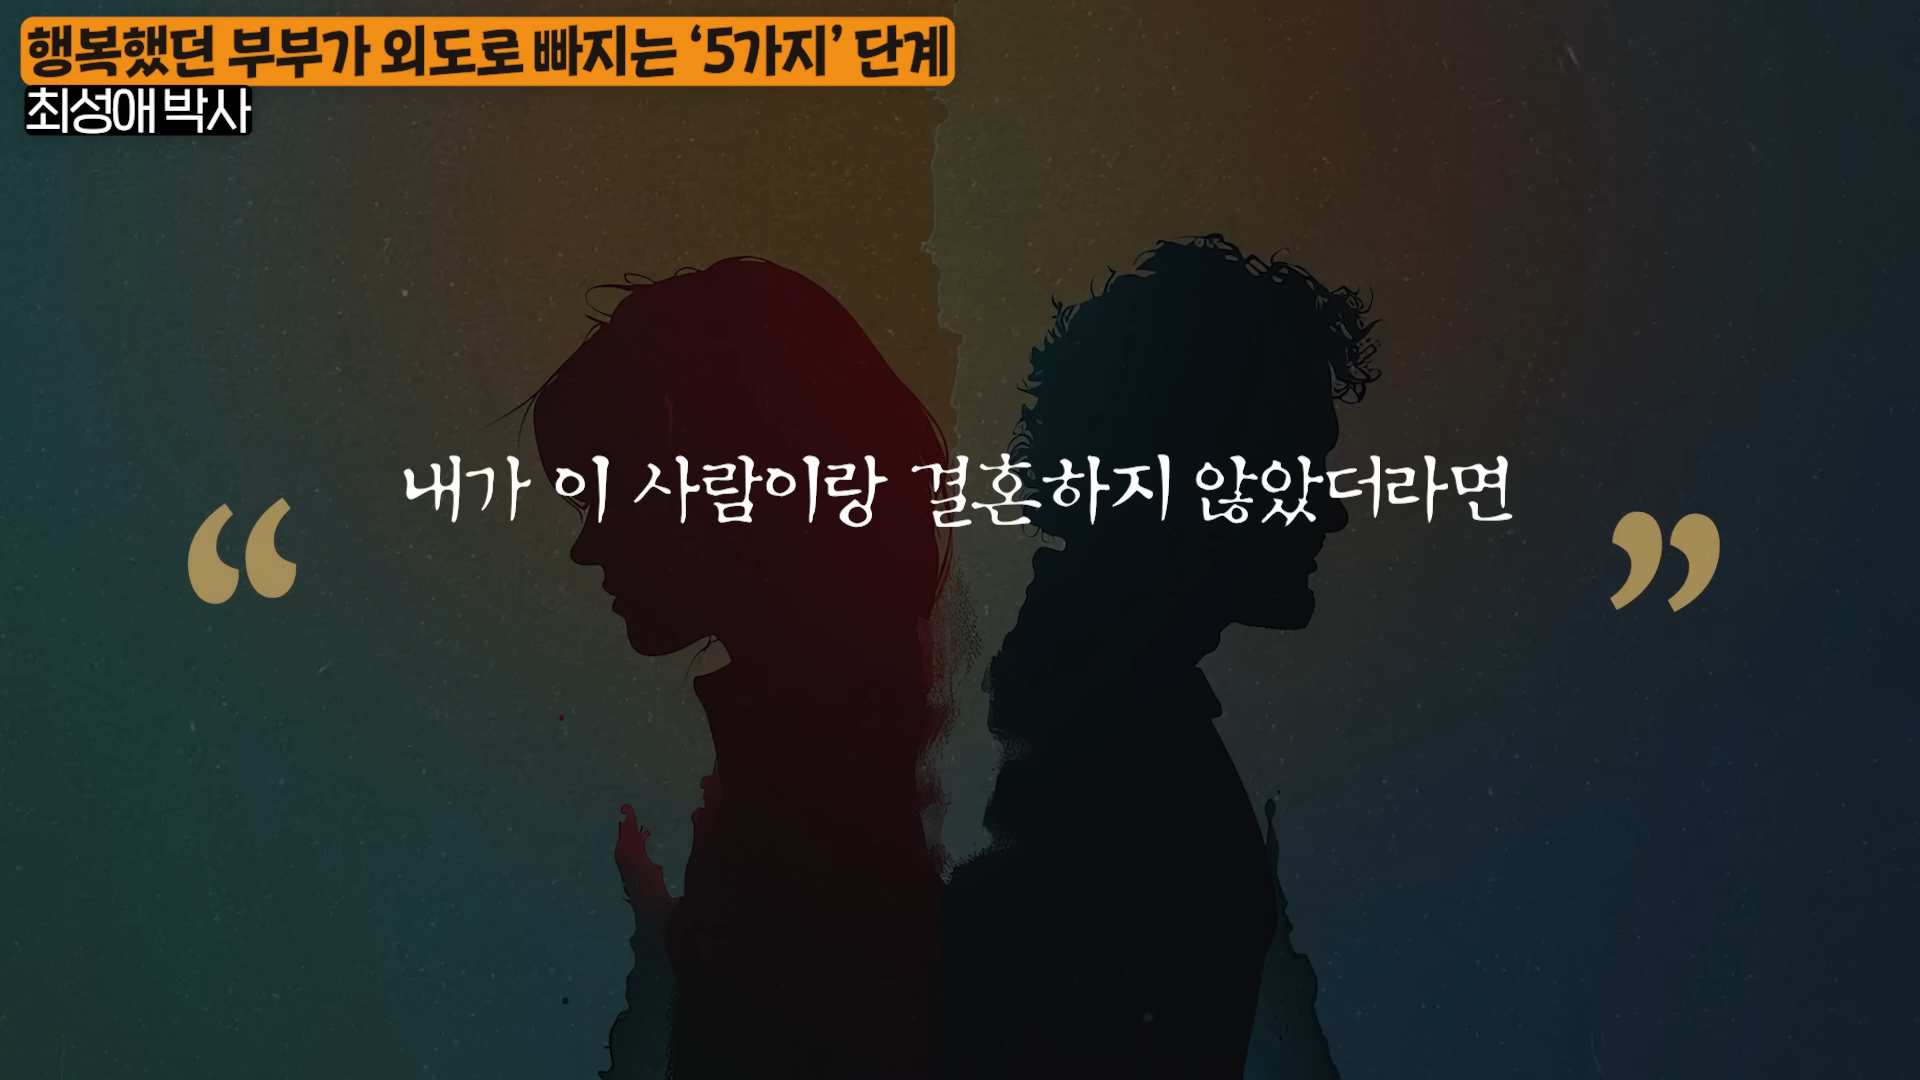 행복했던 부부가 외도로 빠지는 ‘5가지’ 단계
최성애 박사
“내가 이 사람이랑 결혼하지 않았더라면”